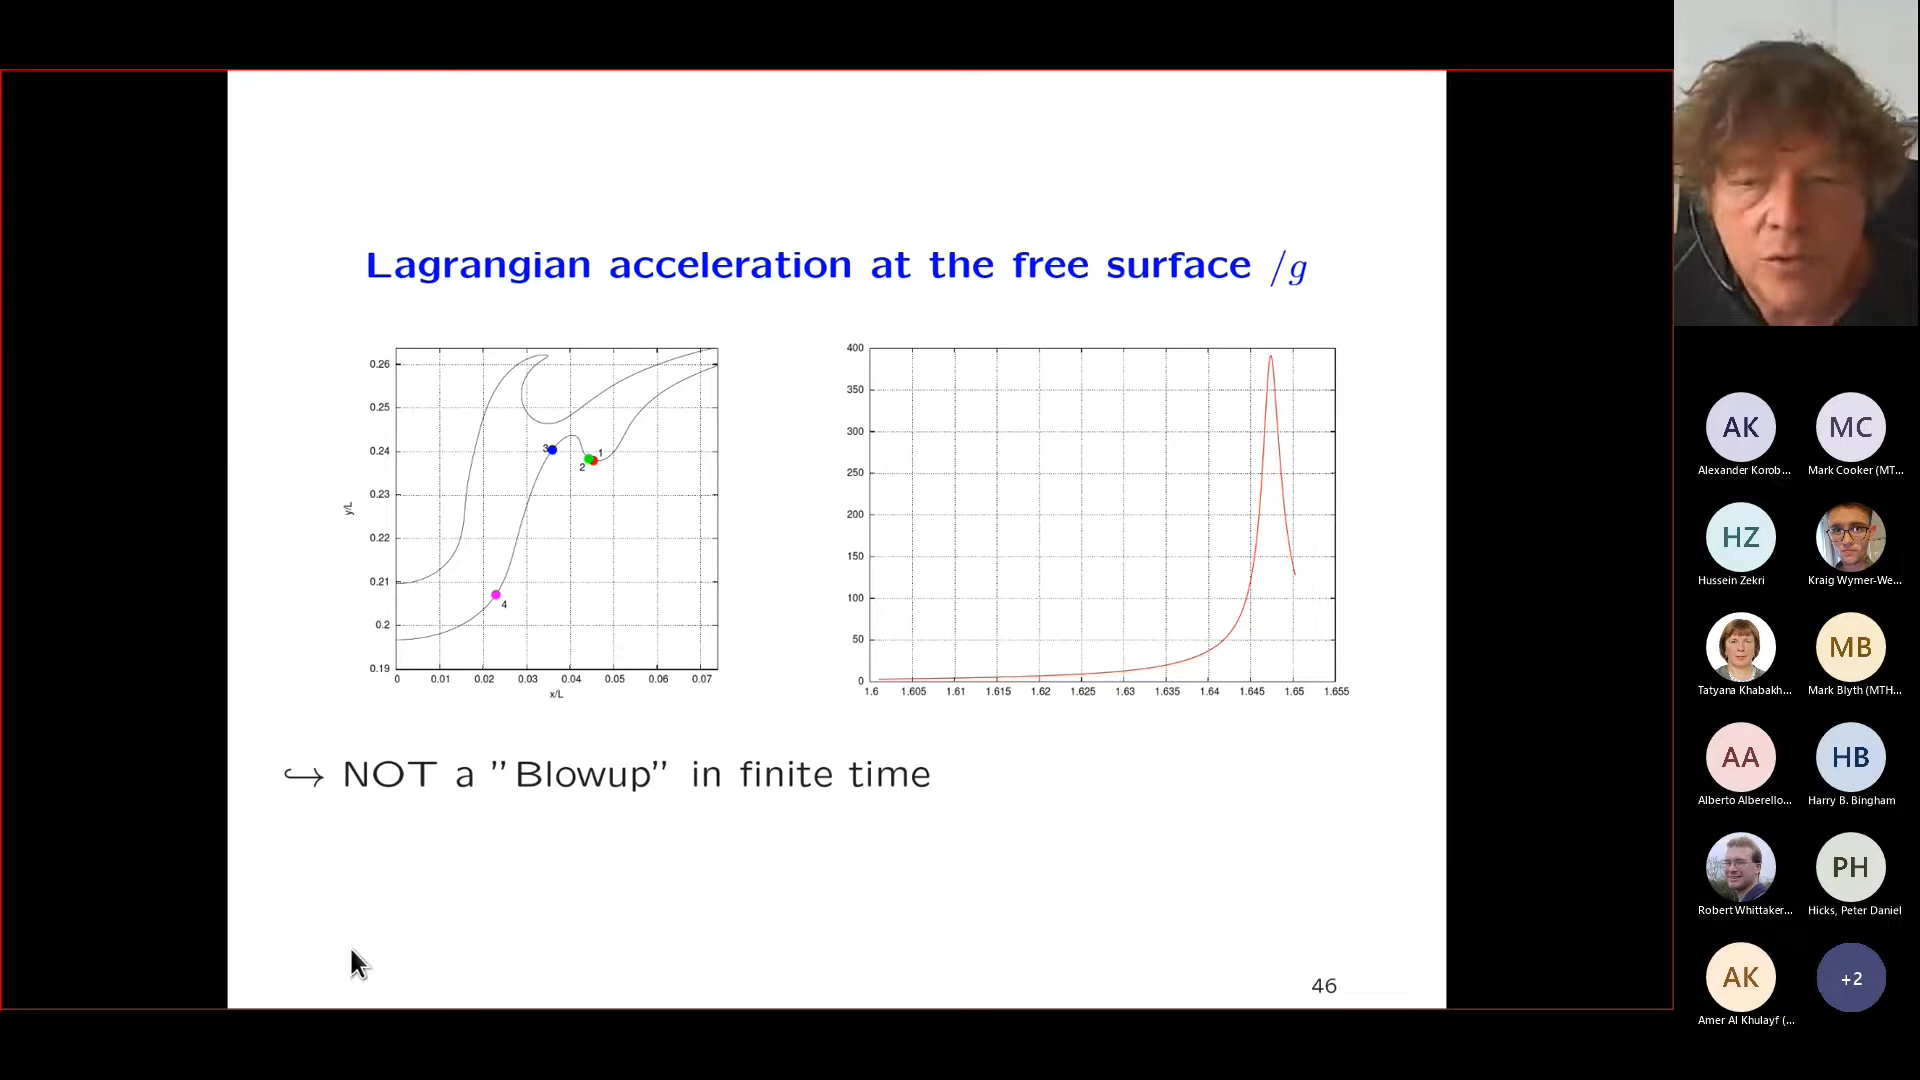 Lagrangian acceleration at the free surface /g
0.26
0.25
0.24
0.23
0.22
0.21
0.2
0.19
y/L
0 0.01 0.02 0.03 0.04 0.05 0.06 0.07
x/L
3
1
2
4
400
350
300
250
200
150
100
50
0
1.6 1.605 1.61 1.615 1.62 1.625 1.63 1.635 1.64 1.645 1.65 1.655
↪ NOT a ”Blowup” in finite time
46
AK MC
Alexander Korob... Mark Cooker (MT...
HZ
Hussein Zekri Kraig Wymer-We...
MB
Tatyana Khabakh... Mark Blyth (MTH...
AA HB
Alberto Alberello... Harry B. Bingham
PH
Robert Whittaker... Hicks, Peter Daniel
AK +2
Amer Al Khulayf (...